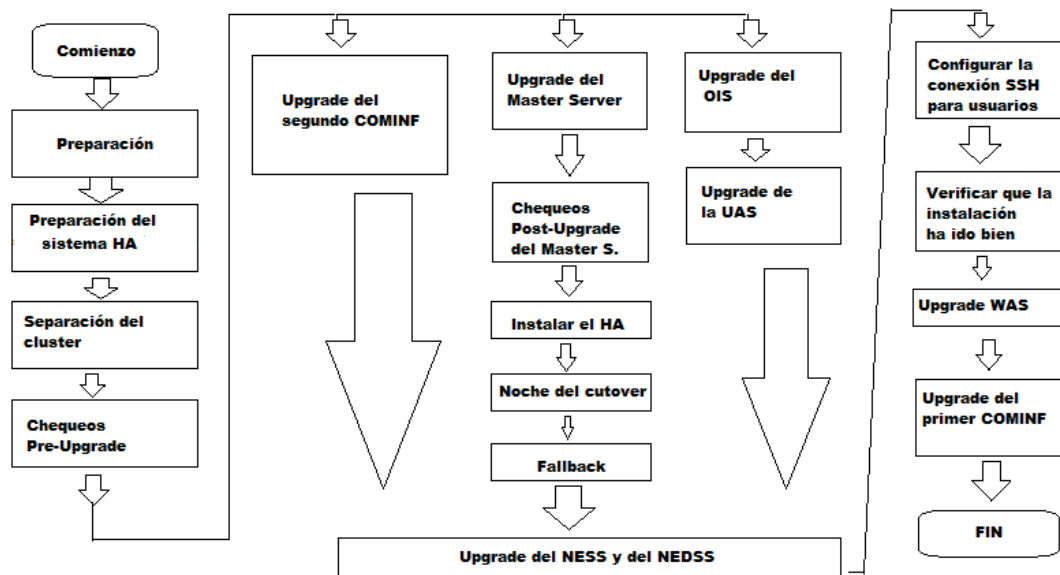 Comienzo
Preparación
Preparación del
sistema HA
Separación del
cluster
Chequeos
Pre-Upgrade
Upgrade del
segundo COMINF
Upgrade del
Master Server
Chequeos
Post-Upgrade
del Master S.
Instalar el HA
Noche del cutover
Fallback
Upgrade del
OIS
Upgrade de
la UAS
Upgrade del NESS y del NEDSS
Configurar la
conexión SSH
para usuarios
Verificar que la
instalación
ha ido bien
Upgrade WAS
Upgrade del
primer COMINF
FIN